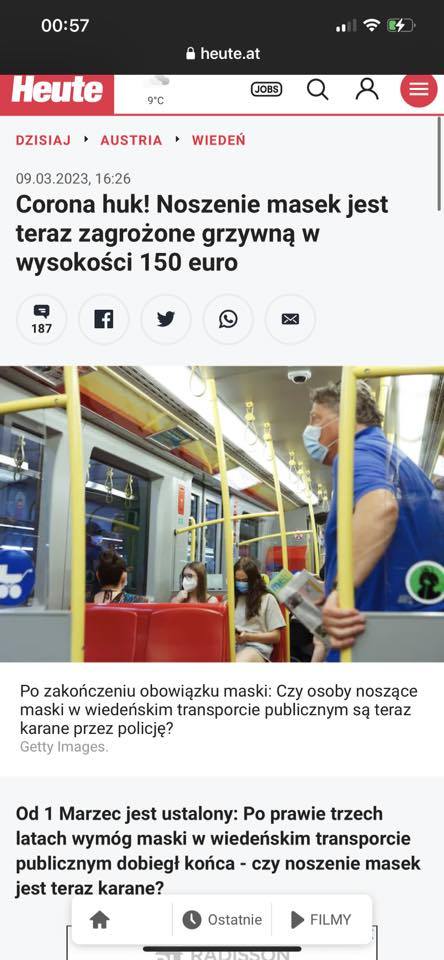 00:57
heute.at
Heute
9°C
JOBS
DZISIAJ AUSTRIA WIEDEŃ
09.03.2023, 16:26
Corona huk! Noszenie masek jest
teraz zagrożone grzywną w
wysokości 150 euro
187
Po zakończeniu obowiązku maski: Czy osoby noszące
maski w wiedeńskim transporcie publicznym są teraz
karane przez policję?
Getty Images.
Od 1 Marzec jest ustalony: Po prawie trzech
latach wymóg maski w wiedeńskim transporcie
publicznym dobiegł końca - czy noszenie masek
jest teraz karane?
Ostatnie
FILMY
RADISSON